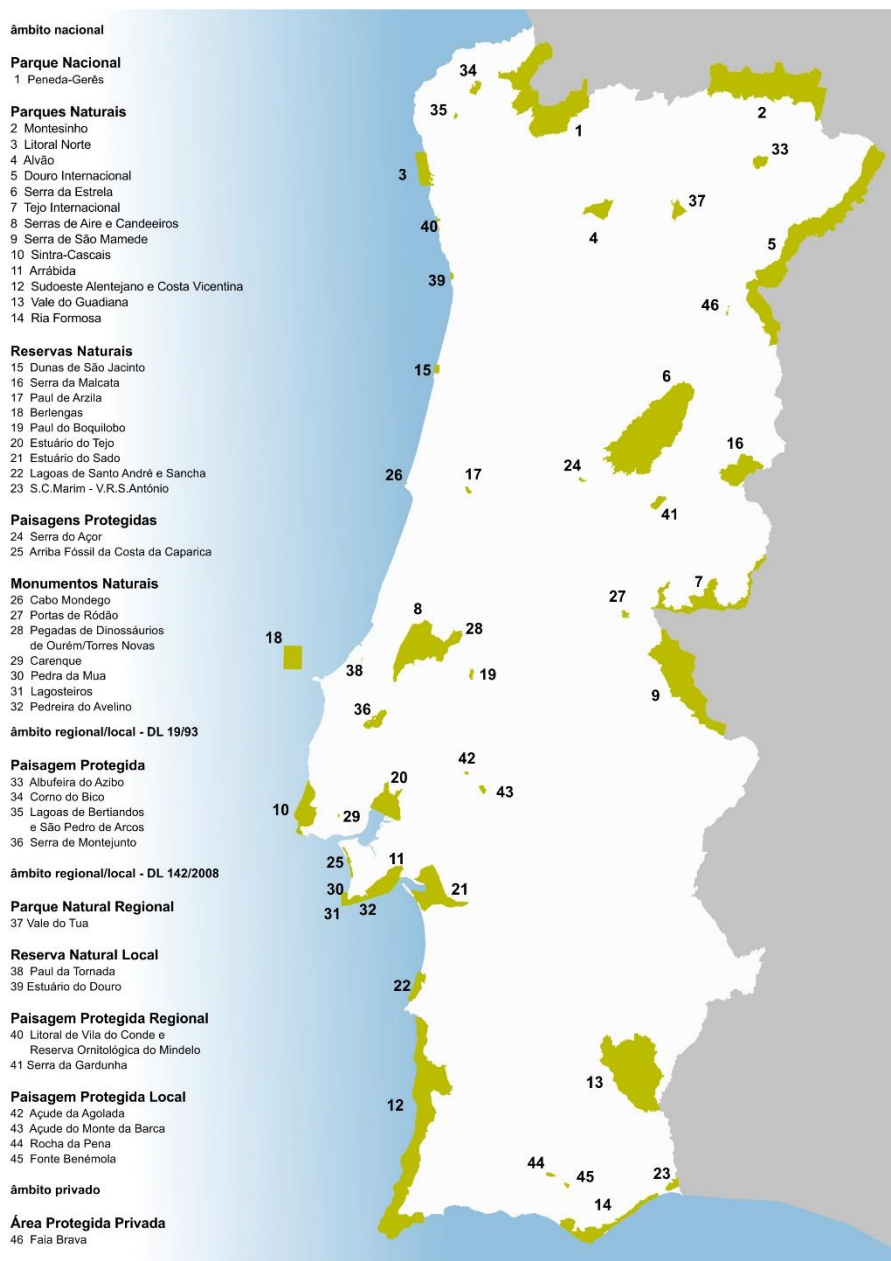 âmbito nacional
Parque Nacional
1 Peneda-Gerês
Parques Naturais
2 Montesinho
3 Litoral Norte
4 Alvão
5 Douro Internacional
6 Serra da Estrela
7 Tejo Internacional
8 Serras de Aire e Candeeiros
9 Serra de São Mamede
10 Sintra-Cascais
11 Arrábida
12 Sudoeste Alentejano e Costa Vicentina
13 Vale do Guadiana
14 Ria Formosa
Reservas Naturais
15 Dunas de São Jacinto
16 Serra da Malcata
17 Paul de Arzila
18 Berlengas
19 Paul do Boquilobo
20 Estuário do Tejo
21 Estuário do Sado
22 Lagoas de Santo André e Sancha
23 S.C.Marim - V.R.S.António
Paisagens Protegidas
24 Serra do Açor
25 Arriba Fóssil da Costa da Caparica
Monumentos Naturais
26 Cabo Mondego
27 Portas de Ródão
28 Pegadas de Dinossáurios
de Ourém/Torres Novas
29 Carenque
30 Pedra da Mua
31 Lagosteiros
32 Pedreira do Avelino
âmbito regional/local - DL 19/93
Paisagem Protegida
33 Albufeira do Azibo
34 Corno do Bico
35 Lagoas de Bertiandos
e São Pedro de Arcos
36 Serra de Montejunto
âmbito regional/local - DL 142/2008
Parque Natural Regional
37 Vale do Tua
Reserva Natural Local
38 Paul da Tornada
39 Estuário do Douro
Paisagem Protegida Regional
40 Litoral de Vila do Conde e
Reserva Ornitológica do Mindelo
41 Serra da Gardunha
Paisagem Protegida Local
42 Açude da Agolada
43 Açude do Monte da Barca
44 Rocha da Pena
45 Fonte Benémola
âmbito privado
Área Protegida Privada
46 Faia Brava
34
35
1
2
33
3
40
4
37
5
39
46
15
6
16
26
17
24
41
7
27
8
28
18
38
19
9
36
42
43
20
10
29
25
11
30
31
32
21
22
13
12
44
45
23
14